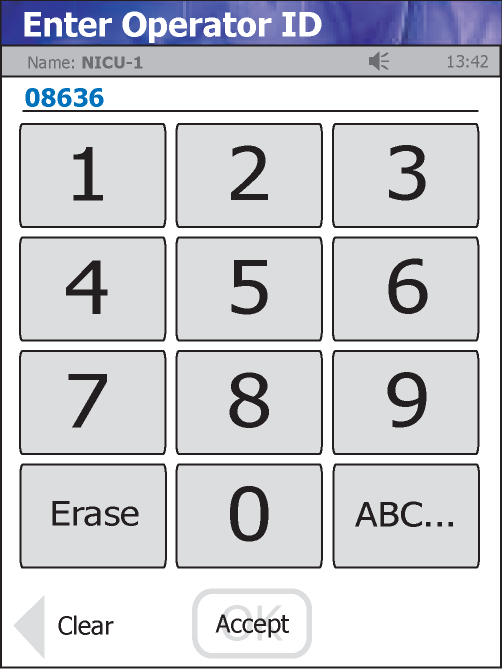 Enter Operator ID
Name: NICU-1 13:42
08636
1 2 3
4 5 6
7 8 9
Erase 0 ABC...
Clear OK Accept